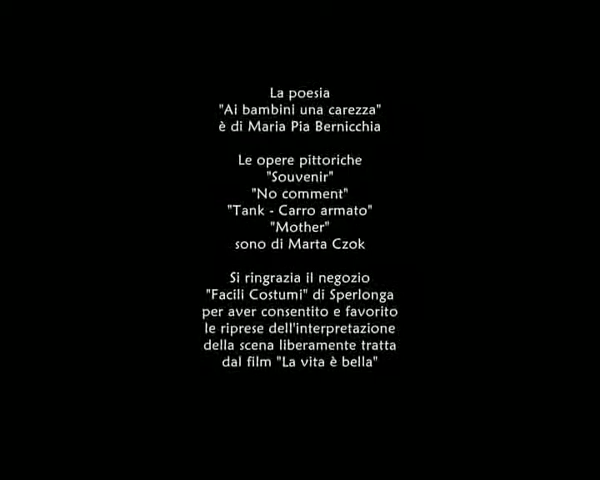 La poesia
"Ai bambini una carezza"
è di Maria Pia Bernicchia
Le opere pittoriche
"Souvenir"
"No comment"
"Tank - Carro armato"
"Mother"
sono di Marta Czok
Si ringrazia il negozio
"Facili Costumi" di Sperlonga
per aver consentito e favorito
le riprese dell'interpretazione
della scena liberamente tratta
dal film "La vita è bella"